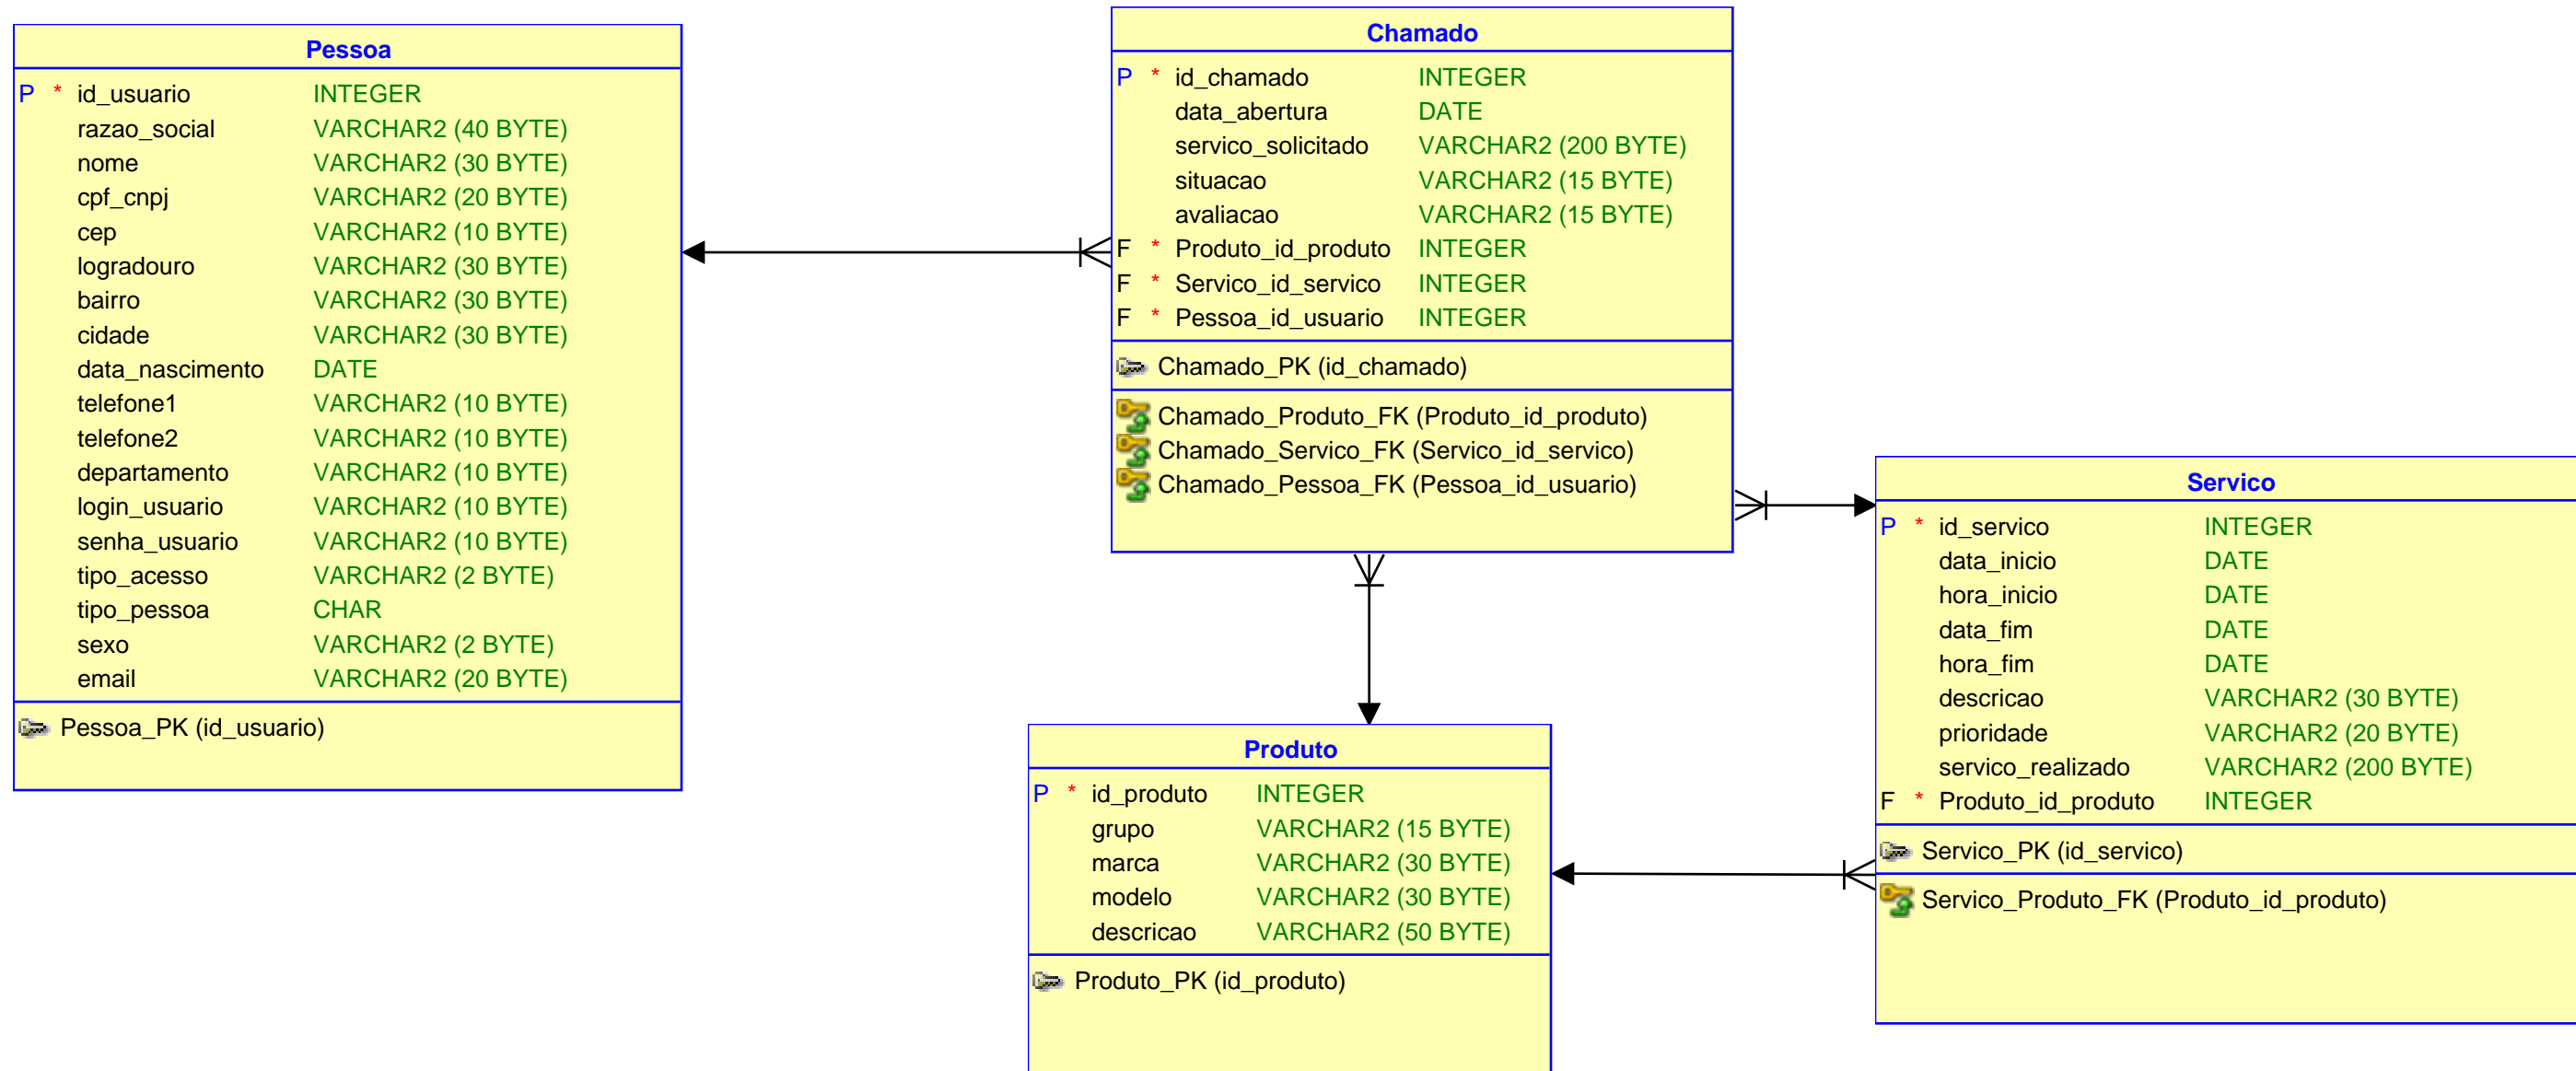 Pessoa
P * id_usuario INTEGER
razao_social VARCHAR2 (40 BYTE)
nome VARCHAR2 (30 BYTE)
cpf_cnpj VARCHAR2 (20 BYTE)
cep VARCHAR2 (10 BYTE)
logradouro VARCHAR2 (30 BYTE)
bairro VARCHAR2 (30 BYTE)
cidade VARCHAR2 (30 BYTE)
data_nascimento DATE
telefone1 VARCHAR2 (10 BYTE)
telefone2 VARCHAR2 (10 BYTE)
departamento VARCHAR2 (10 BYTE)
login_usuario VARCHAR2 (10 BYTE)
senha_usuario VARCHAR2 (10 BYTE)
tipo_acesso VARCHAR2 (2 BYTE)
tipo_pessoa CHAR
sexo VARCHAR2 (2 BYTE)
email VARCHAR2 (20 BYTE)
Pessoa_PK (id_usuario)
Chamado
P * id_chamado INTEGER
data_abertura DATE
servico_solicitado VARCHAR2 (200 BYTE)
situacao VARCHAR2 (15 BYTE)
avaliacao VARCHAR2 (15 BYTE)
F * Produto_id_produto INTEGER
F * Servico_id_servico INTEGER
F * Pessoa_id_usuario INTEGER
Chamado_PK (id_chamado)
Chamado_Produto_FK (Produto_id_produto)
Chamado_Servico_FK (Servico_id_servico)
Chamado_Pessoa_FK (Pessoa_id_usuario)
Servico
P * id_servico INTEGER
data_inicio DATE
hora_inicio DATE
data_fim DATE
hora_fim DATE
descricao VARCHAR2 (30 BYTE)
prioridade VARCHAR2 (20 BYTE)
servico_realizado VARCHAR2 (200 BYTE)
F * Produto_id_produto INTEGER
Servico_PK (id_servico)
Servico_Produto_FK (Produto_id_produto)
Produto
P * id_produto INTEGER
grupo VARCHAR2 (15 BYTE)
marca VARCHAR2 (30 BYTE)
modelo VARCHAR2 (30 BYTE)
descricao VARCHAR2 (50 BYTE)
Produto_PK (id_produto)